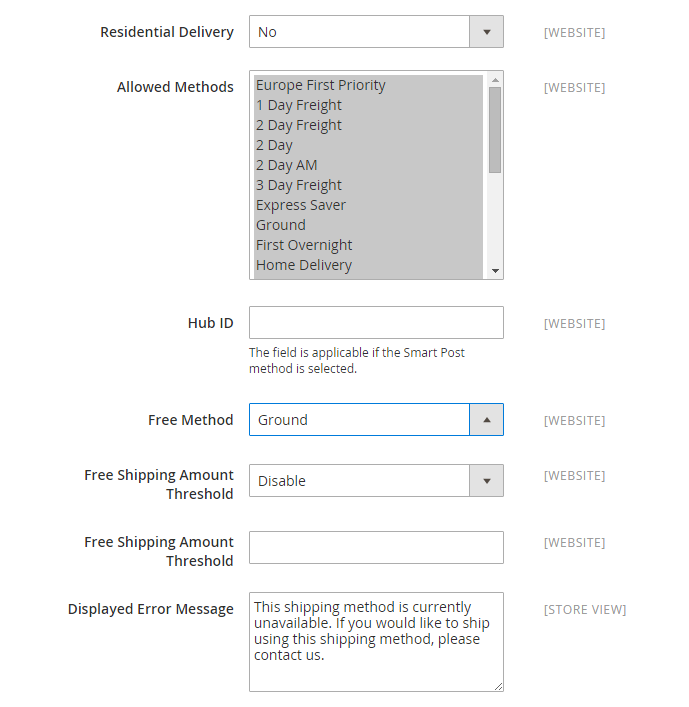 Residential Delivery No [WEBSITE]
Allowed Methods [WEBSITE]
Europe First Priority
1 Day Freight
2 Day Freight
2 Day
2 Day AM
3 Day Freight
Express Saver
Ground
First Overnight
Home Delivery
Hub ID [WEBSITE]
The field is applicable if the Smart Post
method is selected.
Free Method Ground [WEBSITE]
Free Shipping Amount
Threshold
Disable [WEBSITE]
Free Shipping Amount
Threshold
[WEBSITE]
Displayed Error Message
This shipping method is currently
unavailable. If you would like to ship
using this shipping method, please
contact us.
[STORE VIEW]